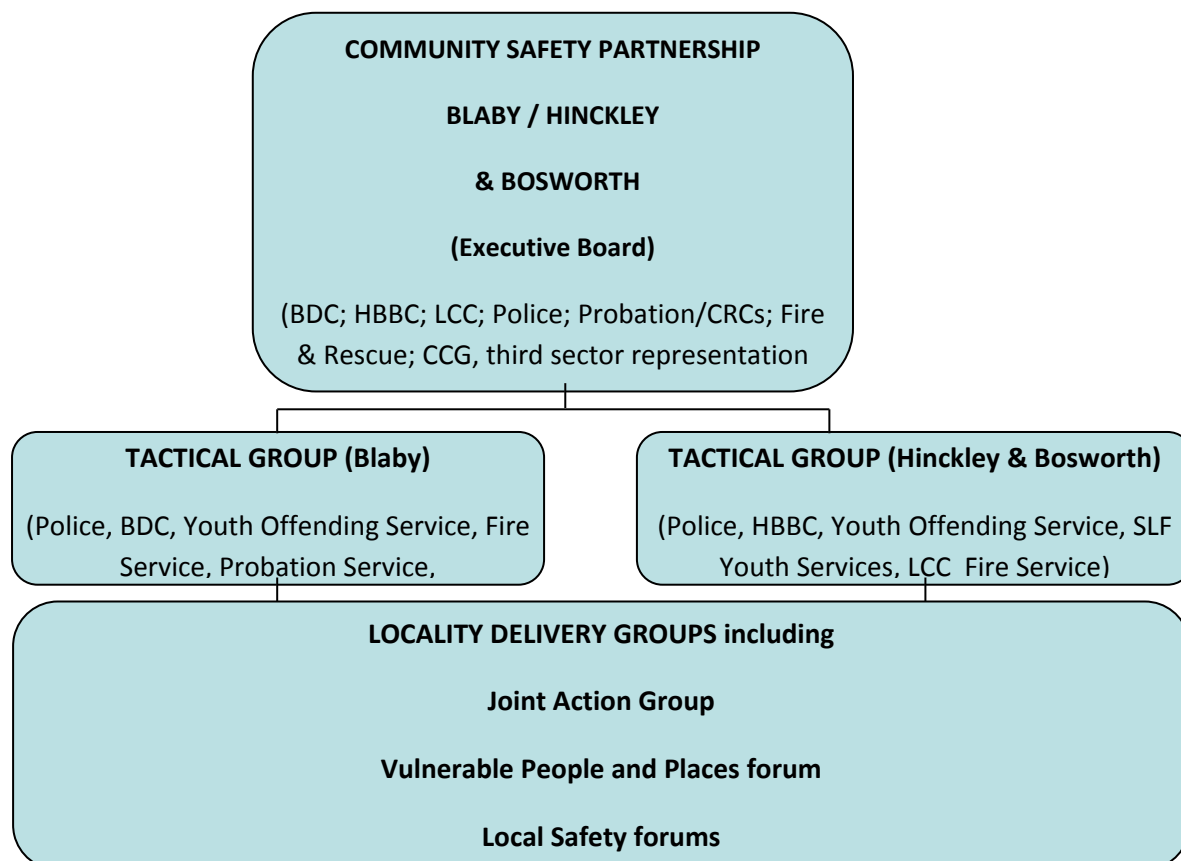 COMMUNITY SAFETY PARTNERSHIP
BLABY / HINCKLEY
& BOSWORTH
(Executive Board)
(BDC; HBBC; LCC; Police; Probation/CRCs; Fire
& Rescue; CCG, third sector representation
TACTICAL GROUP (Blaby)
(Police, BDC, Youth Offending Service, Fire
Service, Probation Service,
TACTICAL GROUP (Hinckley & Bosworth)
(Police, HBBC, Youth Offending Service, SLF
Youth Services, LCC Fire Service)
LOCALITY DELIVERY GROUPS including
Joint Action Group
Vulnerable People and Places forum
Local Safety forums